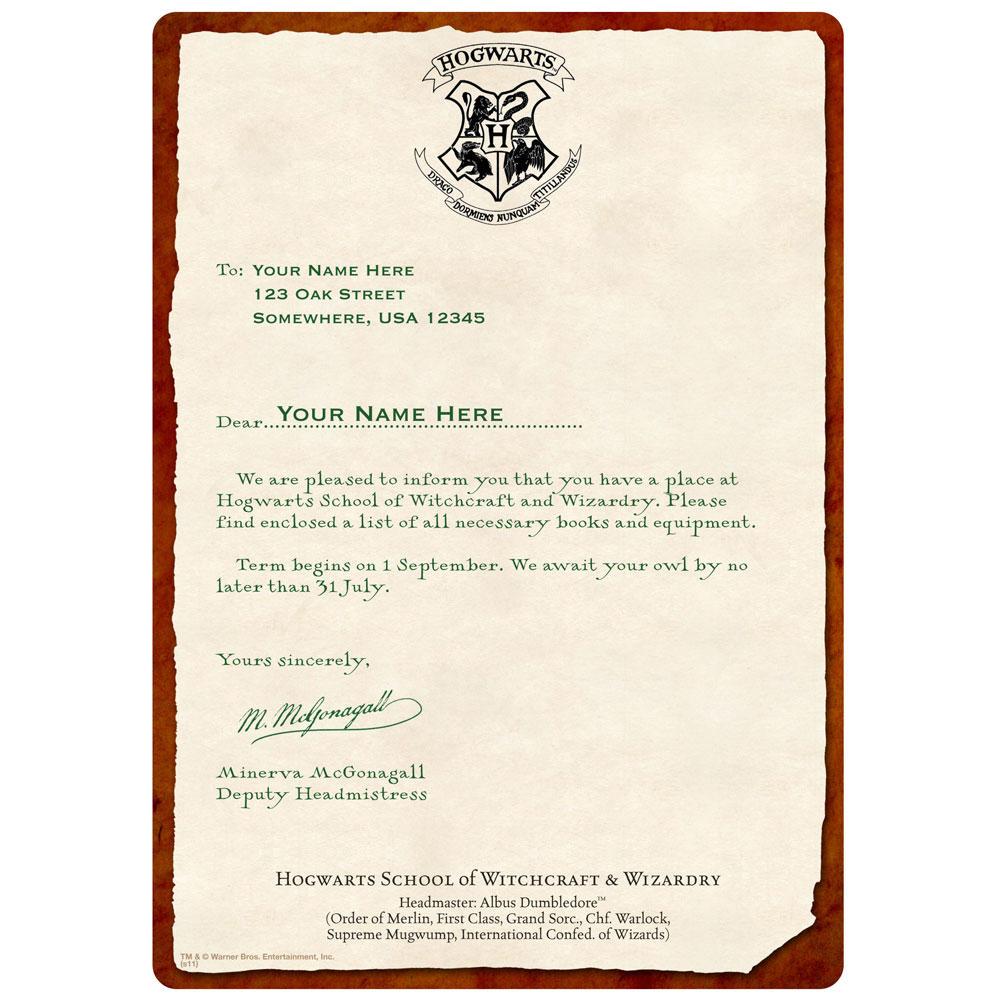 HOGWARTS
H
DRACO DORMIENS NUNQUAM TITILLANDUS
To: Your Name Here
123 Oak Street
Somewhere, USA 12345
Dear......................................................
Your Name Here
We are pleased to inform you that you have a place at
Hogwarts School of Witchcraft and Wizardry. Please
find enclosed a list of all necessary books and equipment.
Term begins on 1 September. We await your owl by no
later than 31 July.
Yours sincerely,
M. McGonagall
Minerva McGonagall
Deputy Headmistress
Hogwarts School of Witchcraft & Wizardry
Headmaster: Albus Dumbledore™
(Order of Merlin, First Class, Grand Sorc., Chf. Warlock,
Supreme Mugwump, International Confed. of Wizards)
TM & © Warner Bros. Entertainment, Inc.
(s11)